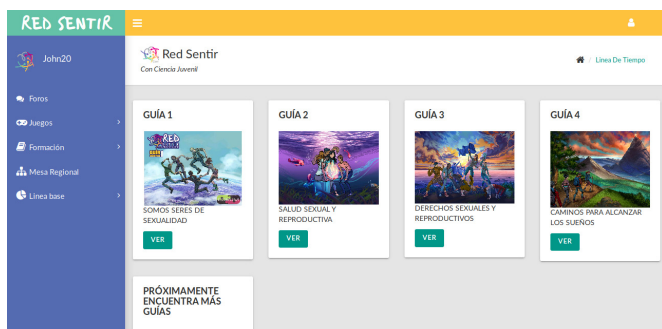 RED SENTIR
John20
Foros
Juegos
Formación
Mesa Regional
Linea base
Red Sentir
Con Ciencia Juvenil
/ Linea De Tiempo
GUÍA 1
RED
SOMOS SERES DE
SEXUALIDAD
VER
GUÍA 2
SALUD SEXUAL Y
REPRODUCTIVA
VER
GUÍA 3
DERECHOS SEXUALES Y
REPRODUCTIVOS
VER
GUÍA 4
CAMINOS PARA ALCANZAR
LOS SUEÑOS
VER
PRÓXIMAMENTE
ENCUENTRA MÁS
GUÍAS